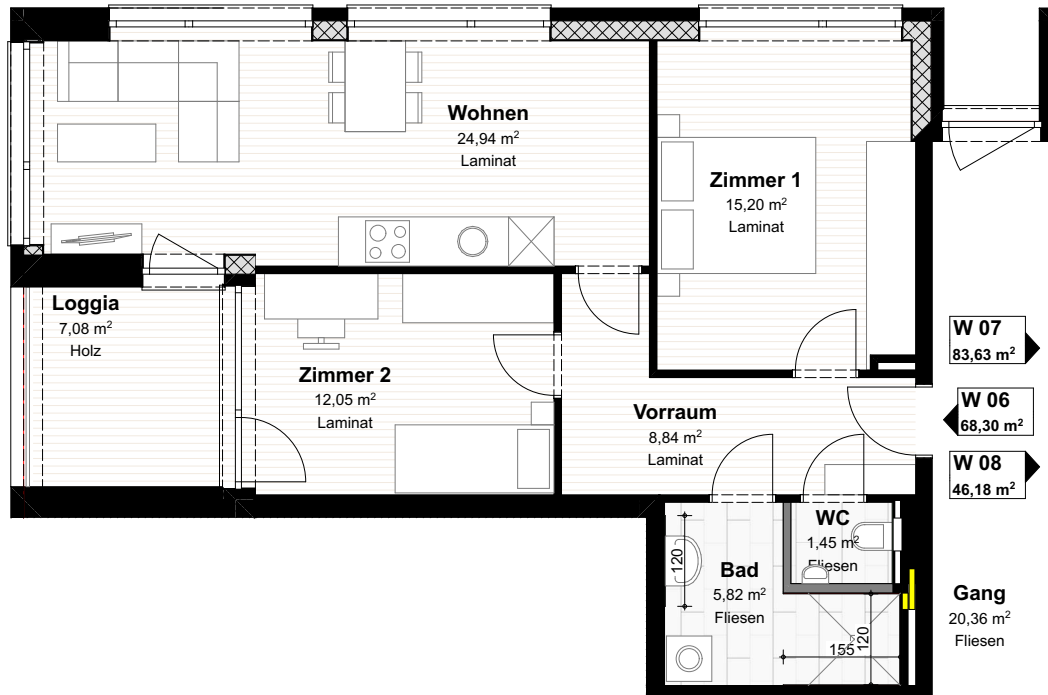 Wohnen
24,94 m²
Laminat
Zimmer 1
15,20 m²
Laminat
Loggia
7,08 m²
Holz
Zimmer 2
12,05 m²
Laminat
Vorraum
8,84 m²
Laminat
W 07
83,63 m²
W 06
68,30 m²
W 08
46,18 m²
WC
1,45 m²
Fliesen
Bad
5,82 m²
Fliesen
120
155
120
Gang
20,36 m²
Fliesen